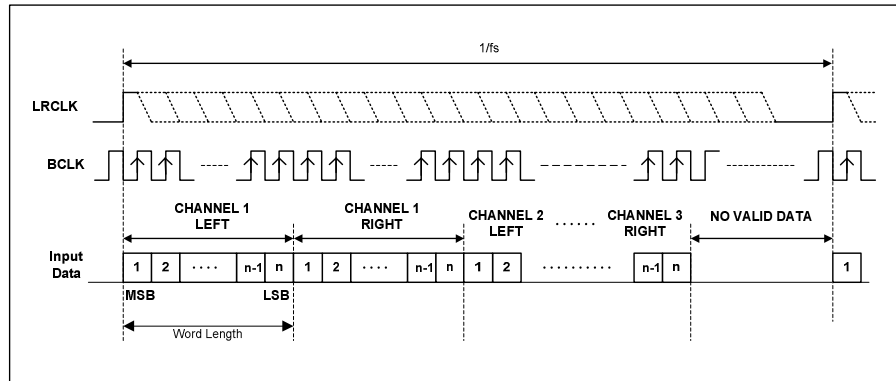 1/fs
LRCLK
BCLK
CHANNEL 1
LEFT
CHANNEL 1
RIGHT
CHANNEL 2
LEFT
......
CHANNEL 3
RIGHT
NO VALID DATA
Input
Data
1 2 .... n-1 n 1 2 .... n-1 n 1 2 .......... n-1 n 1
MSB
LSB
Word Length